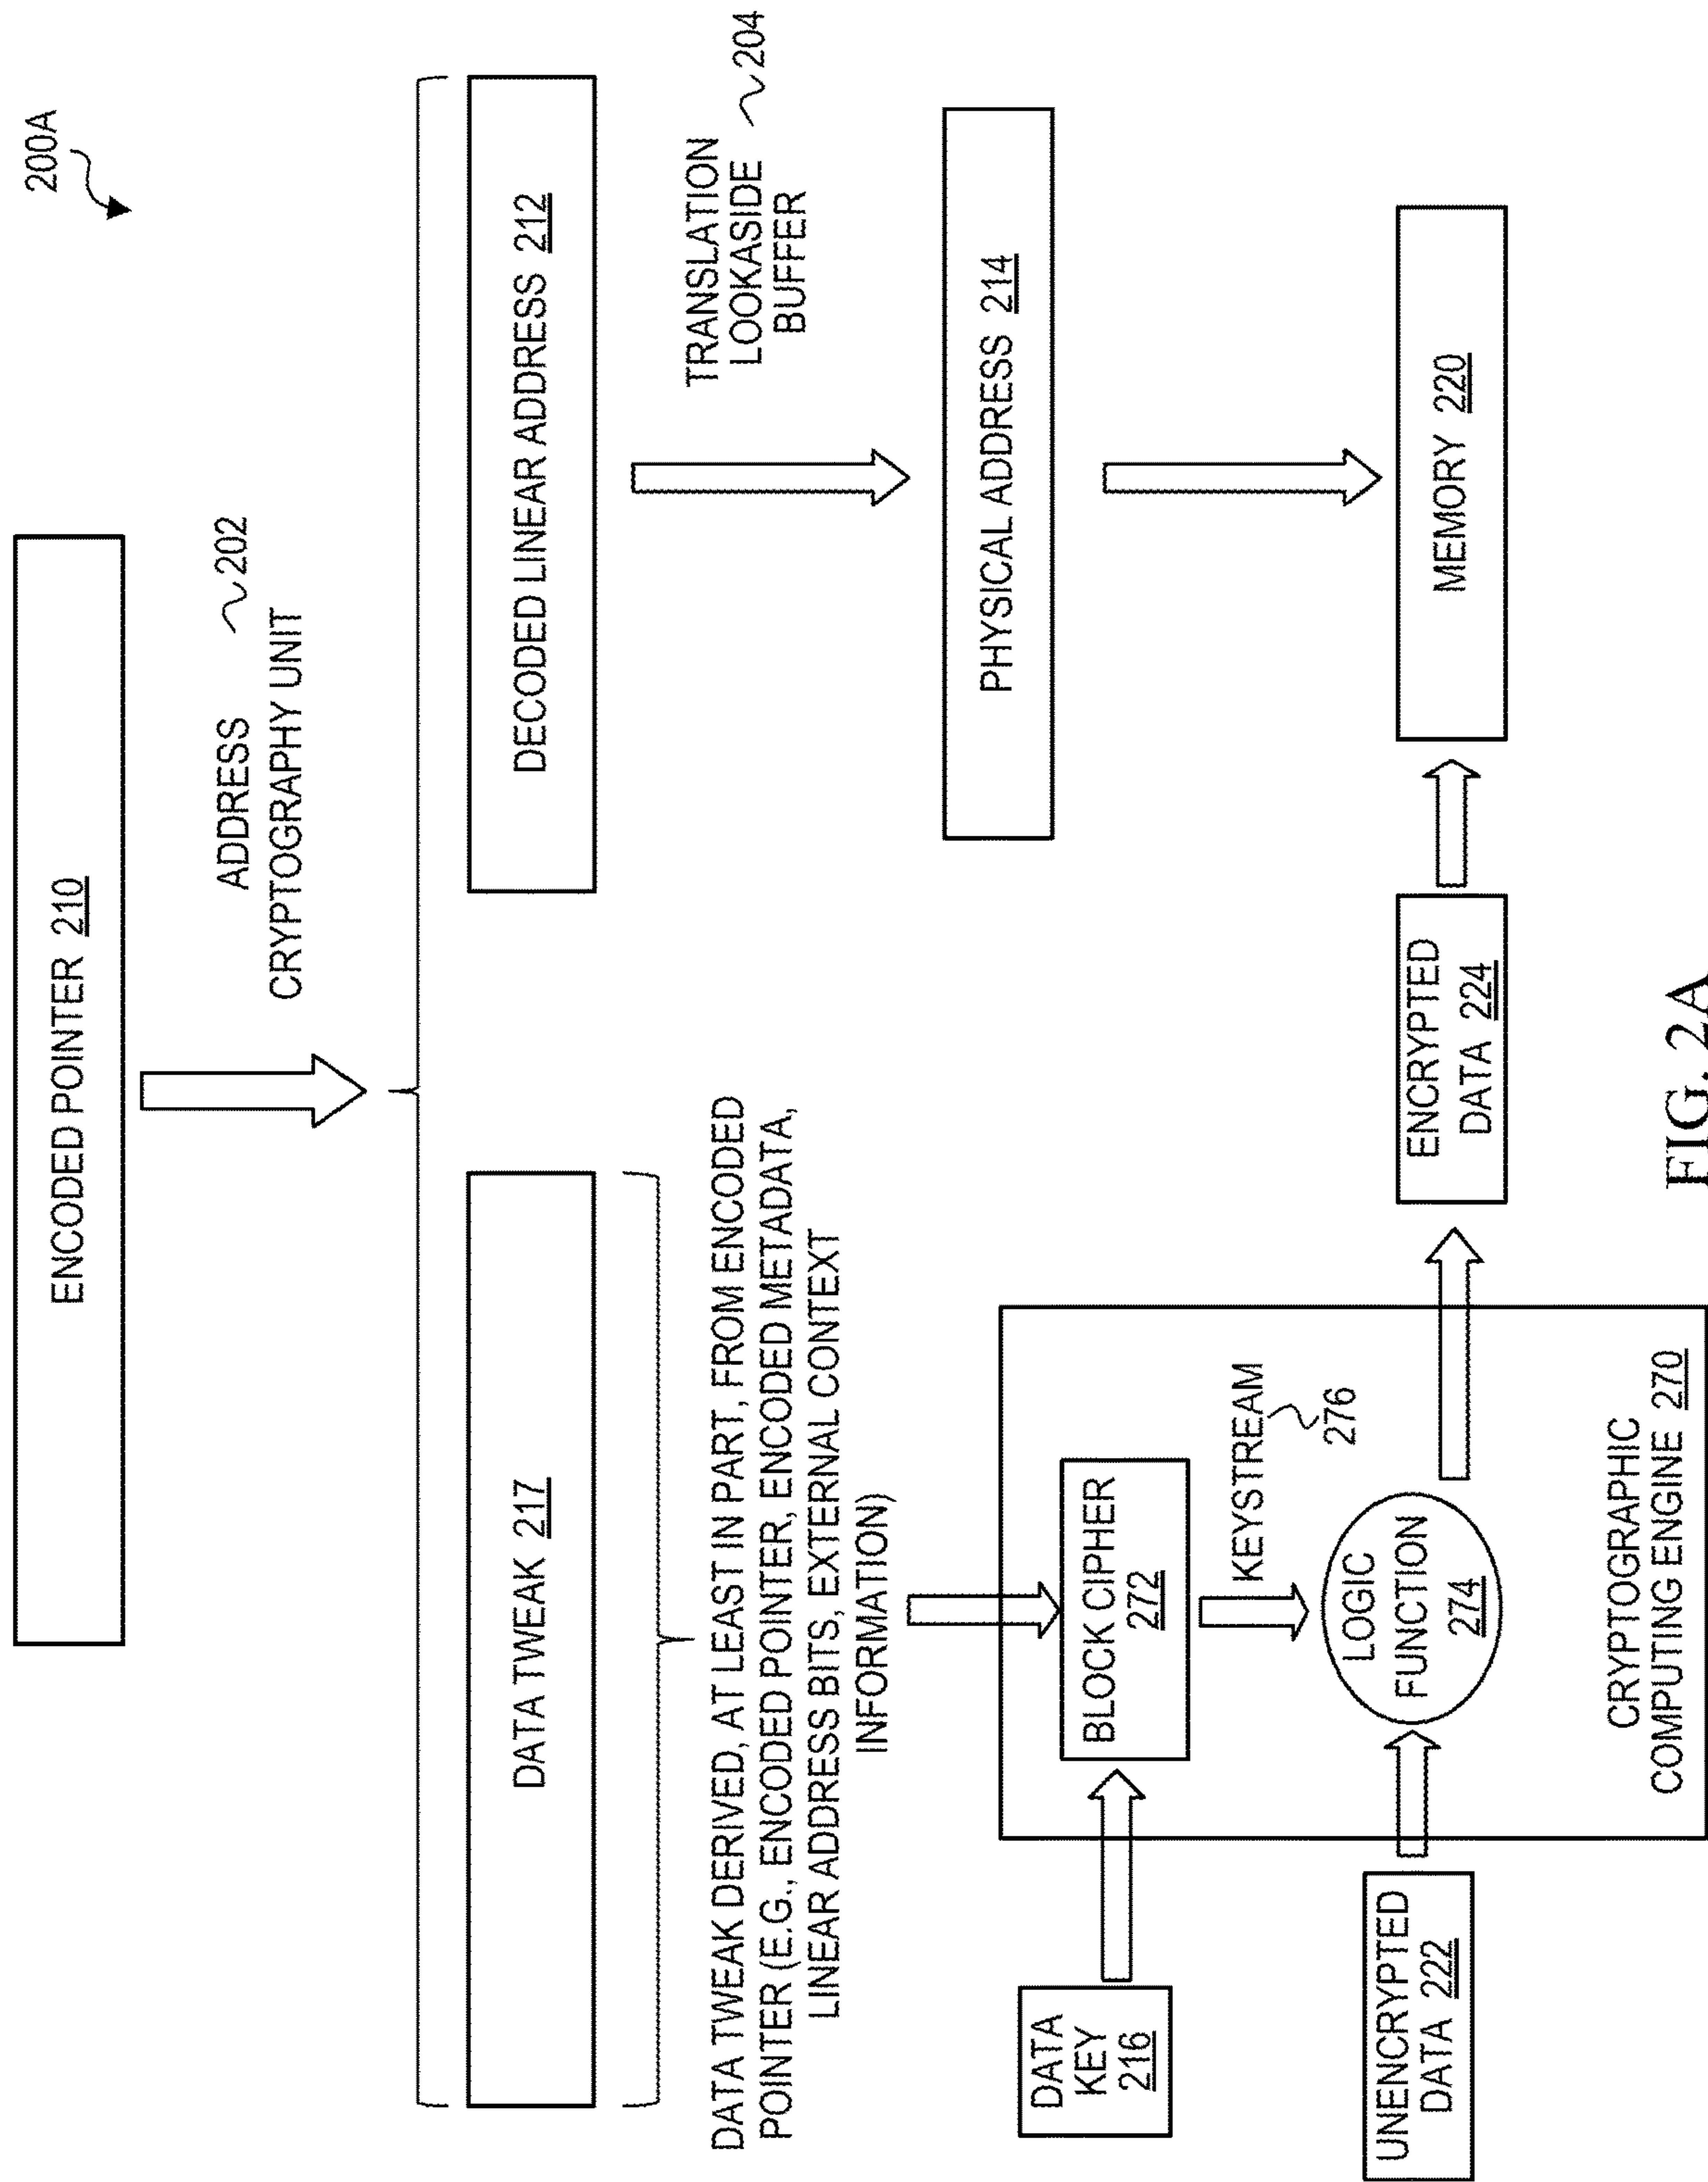 200A
ENCODED POINTER 210
ADDRESS 202
CRYPTOGRAPHY UNIT
DATA TWEAK 217
DECODED LINEAR ADDRESS 212
DATA TWEAK DERIVED, AT LEAST IN PART, FROM ENCODED
POINTER (E.G., ENCODED POINTER, ENCODED METADATA,
LINEAR ADDRESS BITS, EXTERNAL CONTEXT
INFORMATION)
TRANSLATION
LOOKASIDE
BUFFER
204
PHYSICAL ADDRESS 214
DATA
KEY
216
BLOCK CIPHER
272
KEYSTREAM
276
UNENCRYPTED
DATA 222
LOGIC
FUNCTION
274
CRYPTOGRAPHIC
COMPUTING ENGINE 270
ENCRYPTED
DATA 224
MEMORY 220
FIG. 2A